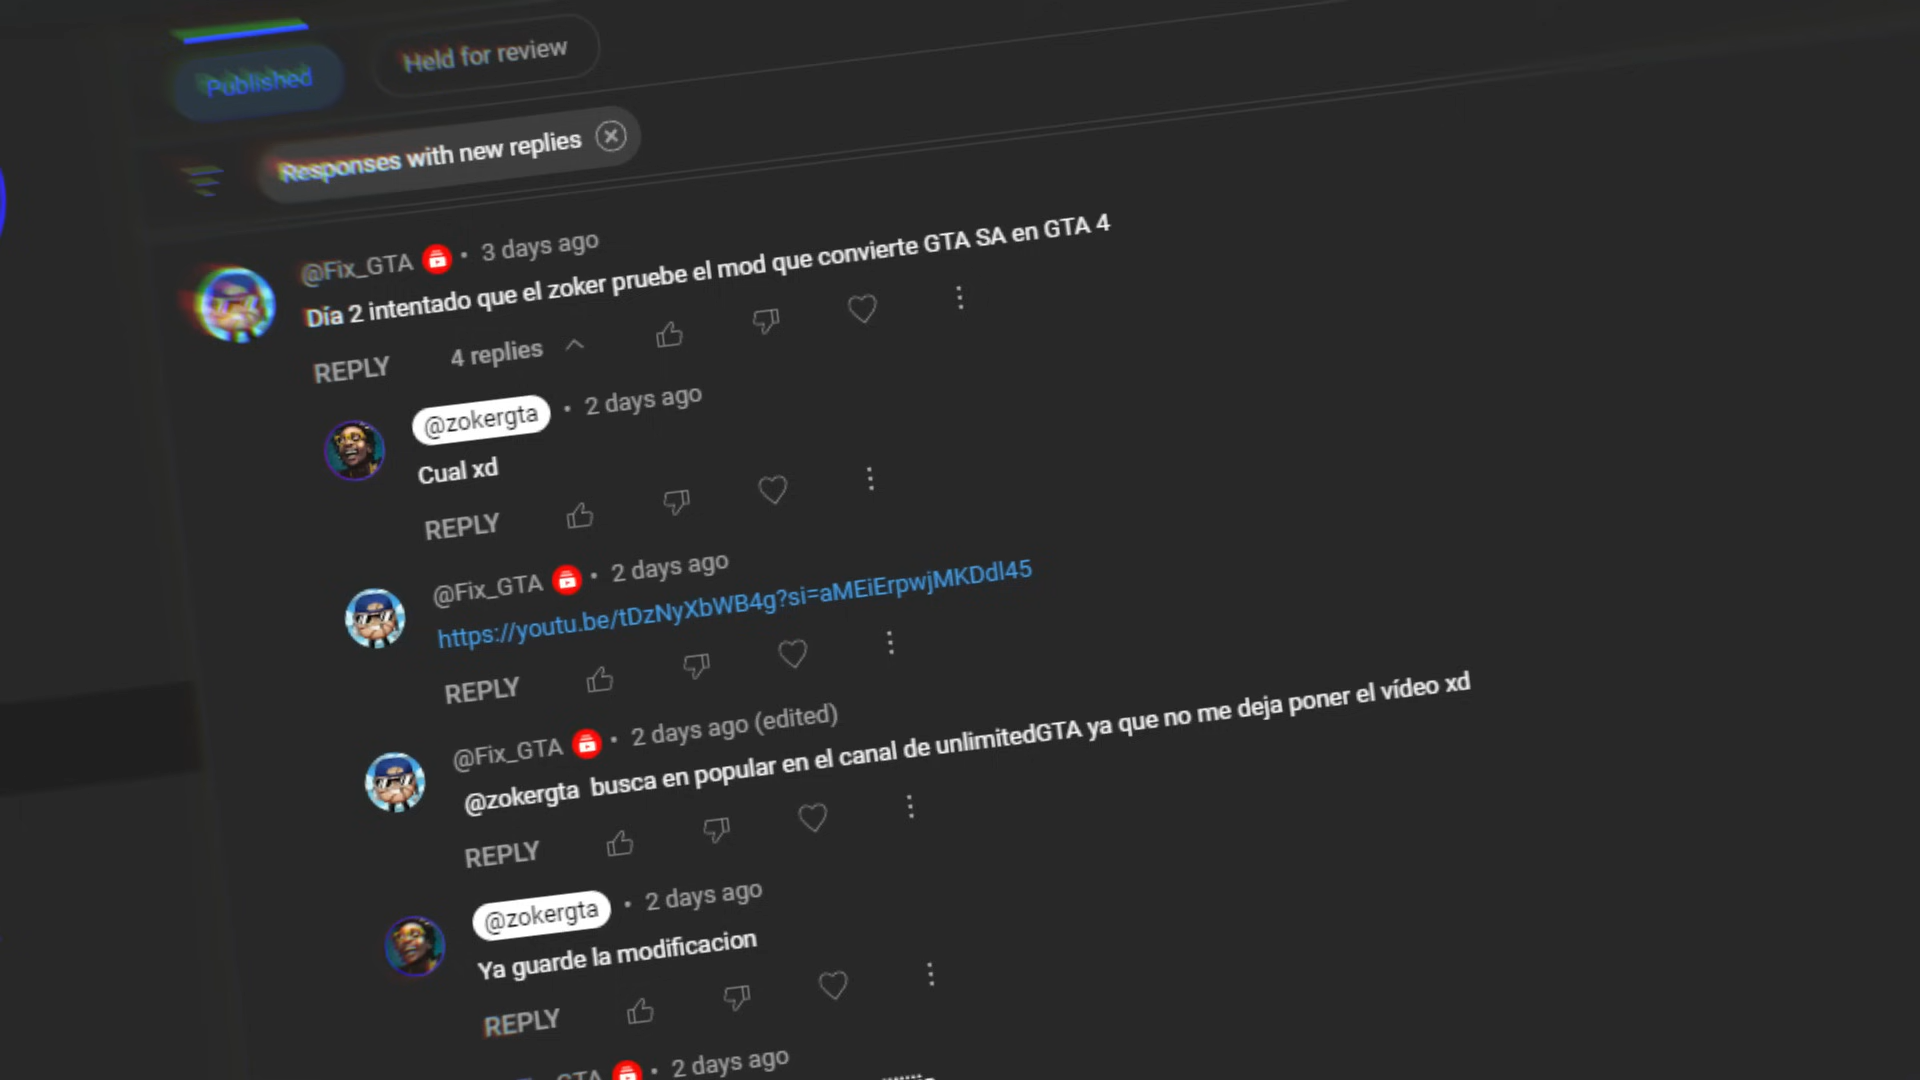 Published
Held for review
Responses with new replies
@Fix_GTA • 3 days ago
Día 2 intentado que el zoker pruebe el mod que convierte GTA SA en GTA 4
REPLY 4 replies
@zokergta • 2 days ago
Cual xd
REPLY
@Fix_GTA • 2 days ago
https://youtu.be/tDzNyXbWB4g?si=aMEiErpwjMKDdl45
REPLY
@Fix_GTA • 2 days ago (edited)
@zokergta busca en popular en el canal de unlimitedGTA ya que no me deja poner el vídeo xd
REPLY
@zokergta • 2 days ago
Ya guarde la modificacion
REPLY
GTA • 2 days ago